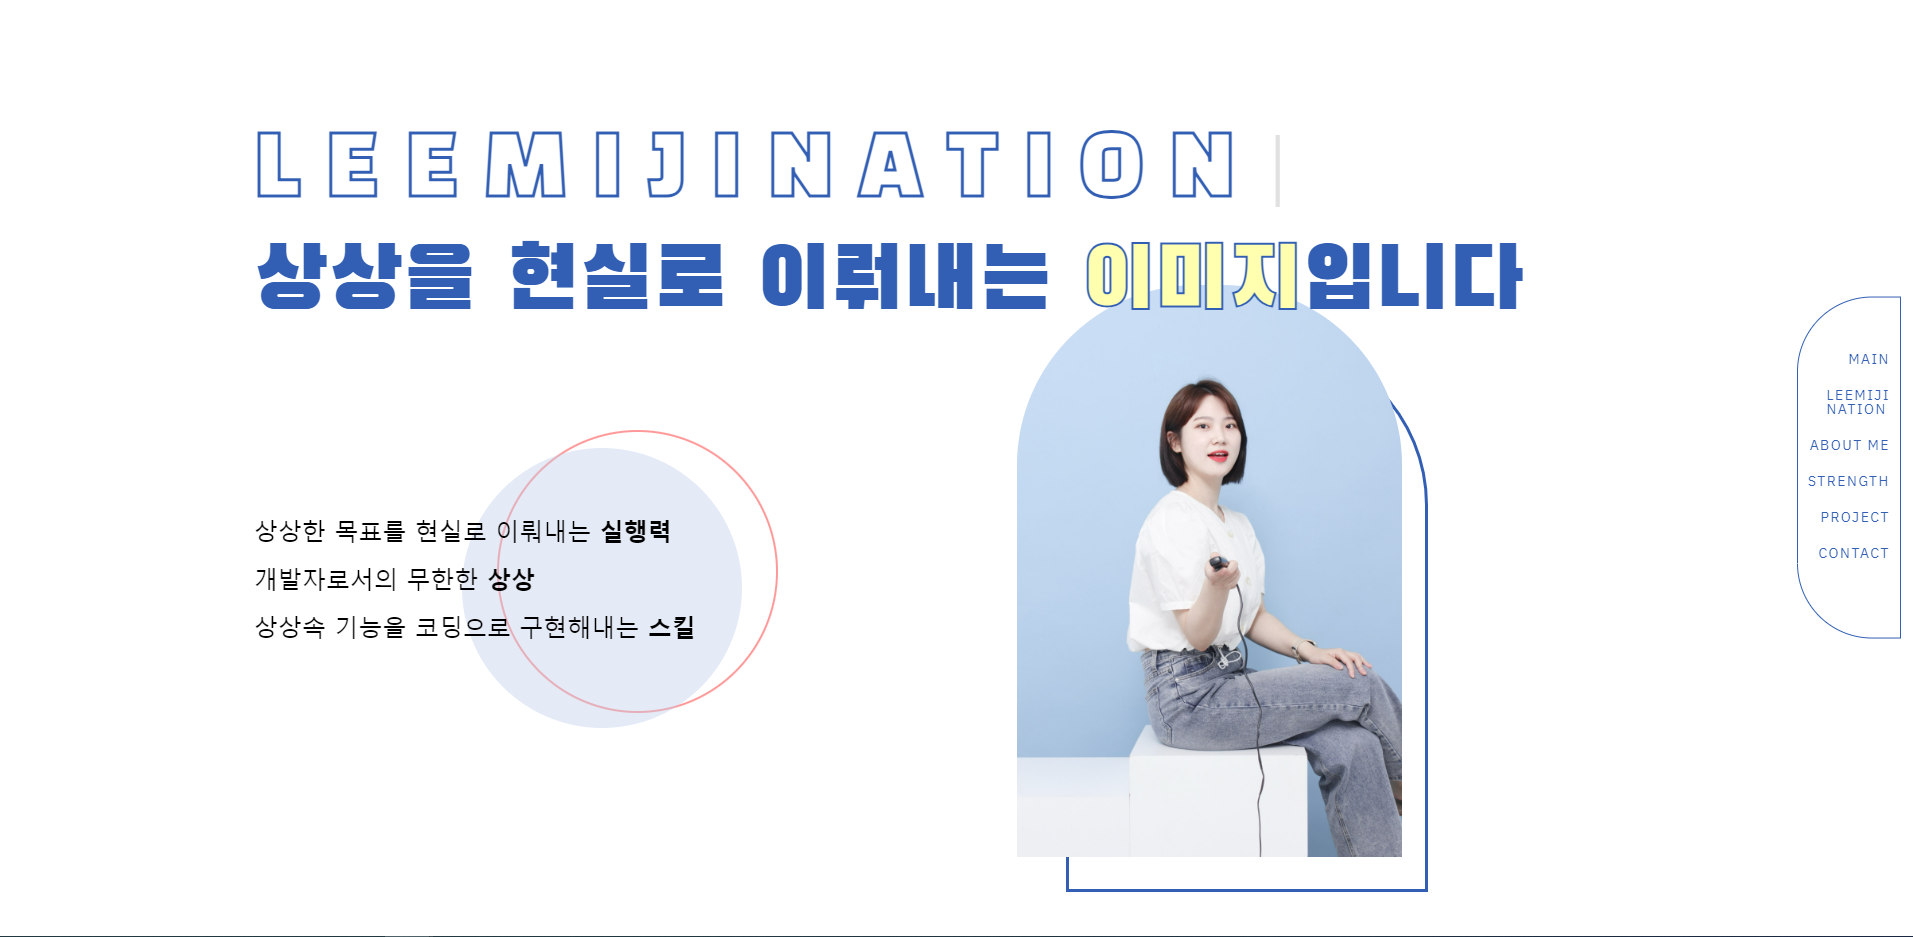 LEEMIJINATION
상상을 현실로 이뤄내는 이미지입니다
상상한 목표를 현실로 이뤄내는 실행력
개발자로서의 무한한 상상
상상속 기능을 코딩으로 구현해내는 스킬
MAIN
LEEMIJI
NATION
ABOUT ME
STRENGTH
PROJECT
CONTACT